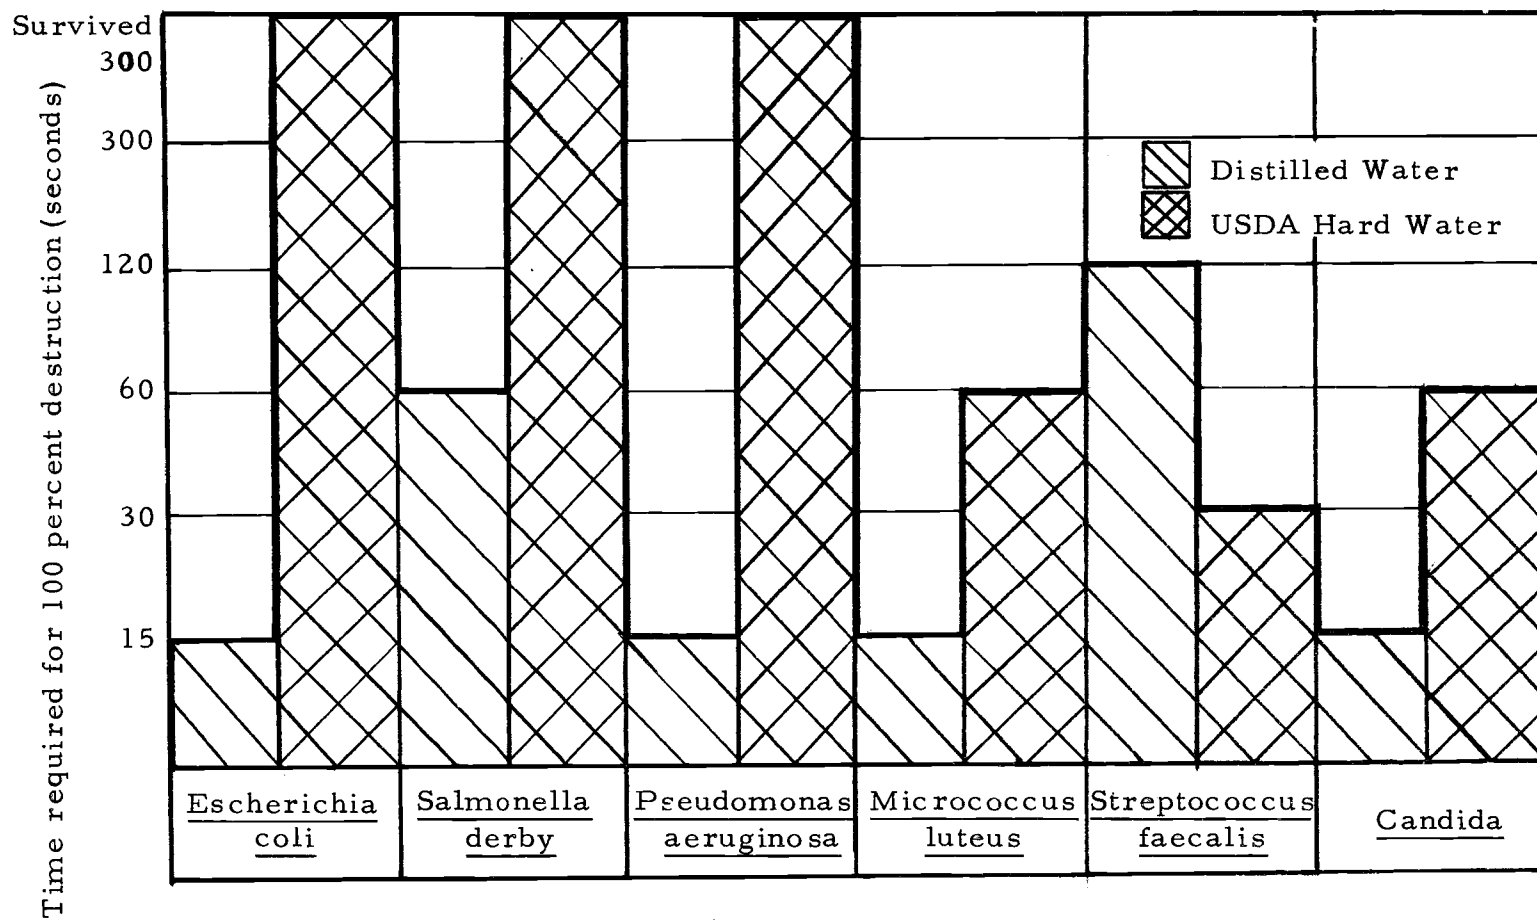 Survived
300
300
120
60
30
15
Time required for 100 percent destruction (seconds)
Distilled Water
USDA Hard Water
Escherichia
coli
Salmonella
derby
Pseudomonas
aeruginosa
Micrococcus
luteus
Streptococcus
faecalis
Candida